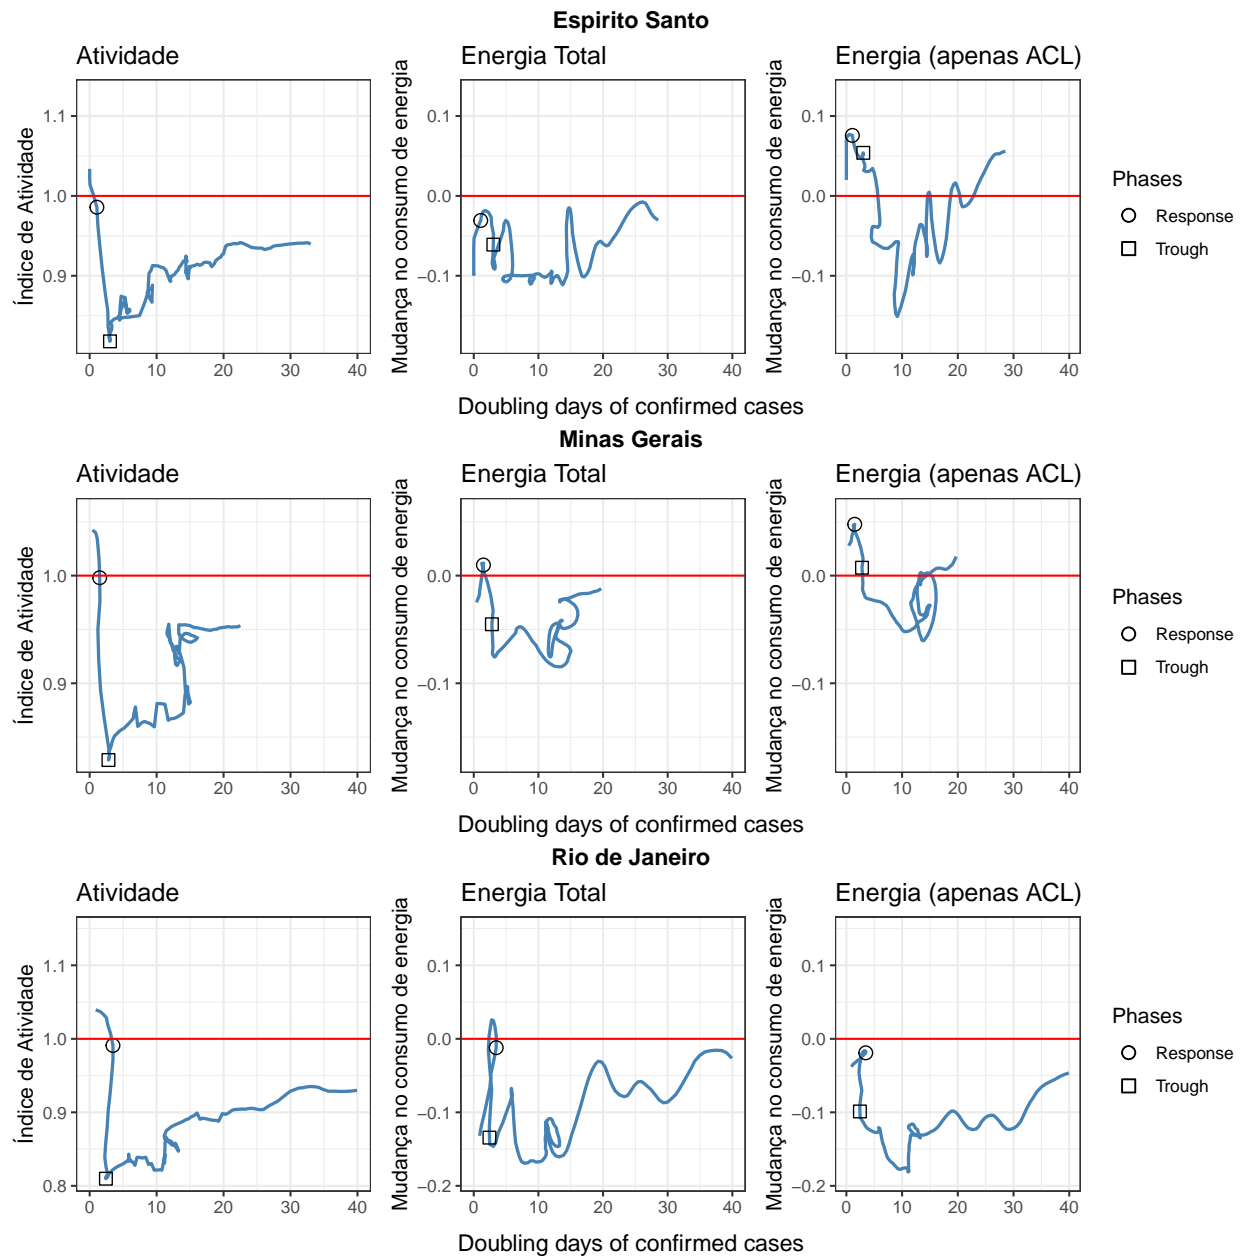 Espirito Santo
Atividade
Energia Total
Energia (apenas ACL)
Índice de Atividade
1.1
1.0
0.9
0
10
20
30
40
Mudança no consumo de energia
0.1
0.0
−0.1
0
10
20
30
40
Mudança no consumo de energia
0.1
0.0
−0.1
0
10
20
30
40
Phases
Response
Trough
Doubling days of confirmed cases
Minas Gerais
Atividade
Energia Total
Energia (apenas ACL)
Índice de Atividade
1.0
0.9
0
10
20
30
40
Mudança no consumo de energia
0.0
−0.1
0
10
20
30
40
Mudança no consumo de energia
0.0
−0.1
0
10
20
30
40
Phases
Response
Trough
Doubling days of confirmed cases
Rio de Janeiro
Atividade
Energia Total
Energia (apenas ACL)
Índice de Atividade
1.1
1.0
0.9
0.8
0
10
20
30
40
Mudança no consumo de energia
0.1
0.0
−0.1
−0.2
0
10
20
30
40
Mudança no consumo de energia
0.1
0.0
−0.1
−0.2
0
10
20
30
40
Phases
Response
Trough
Doubling days of confirmed cases